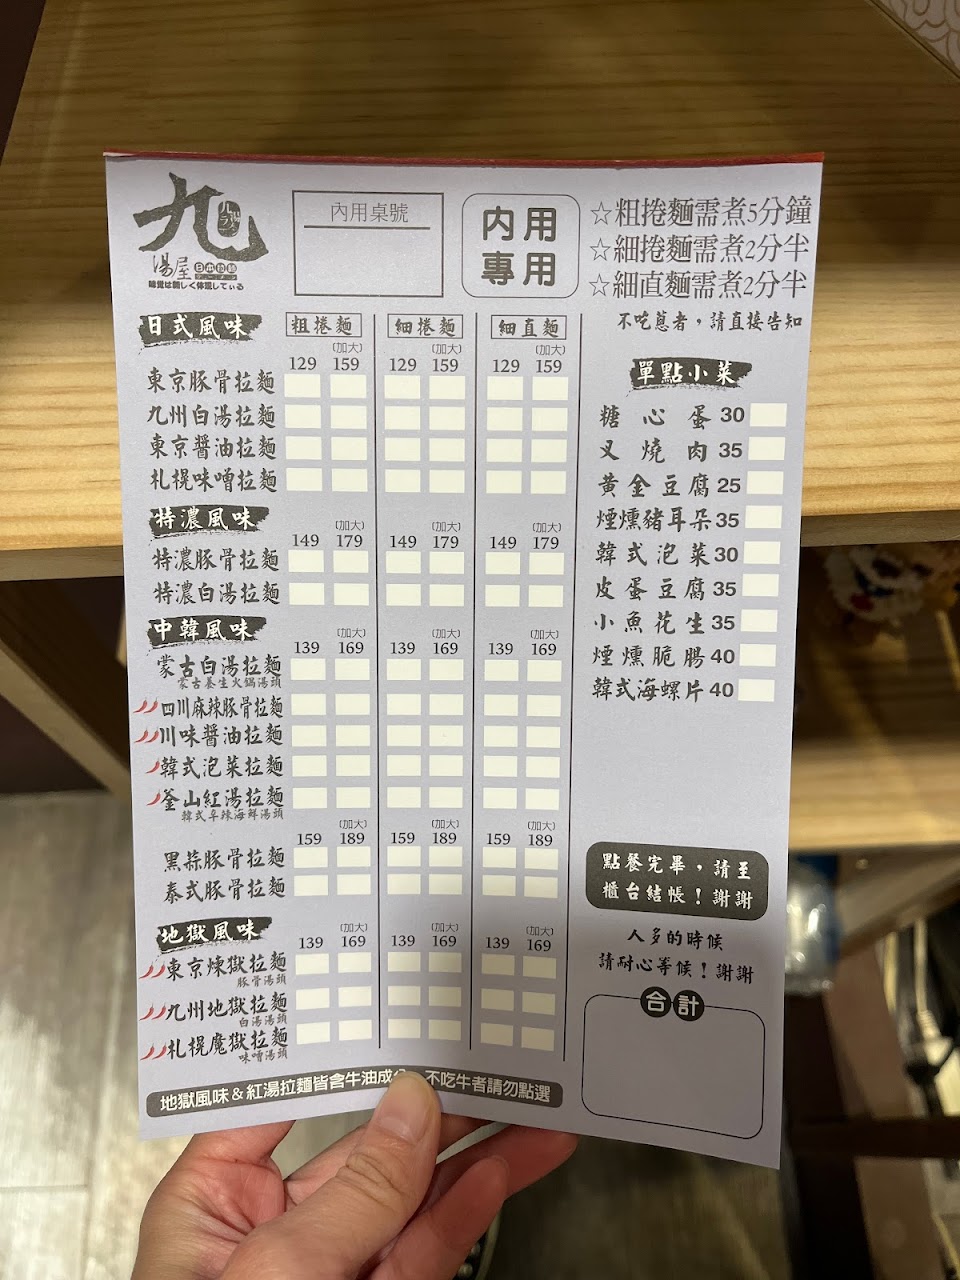 九
湯屋 日本拉麵
味覚は関しく体重してぃる
內用桌號
內用
專用
☆粗捲麵需煮5分鐘
☆細捲麵需煮2分半
☆細直麵需煮2分半
不吃蔥者，請直接告知
日式風味 粗捲麵 細捲麵 細直麵
(加大) (加大) (加大)
129 159 129 159 129 159
東京豚骨拉麵
九州白湯拉麵
東京醬油拉麵
札幌味噌拉麵
特濃風味
(加大) (加大) (加大)
149 179 149 179 149 179
特濃豚骨拉麵
特濃白湯拉麵
中韓風味
(加大) (加大) (加大)
139 169 139 169 139 169
蒙古白湯拉麵
蒙古養生火鍋湯頭
四川麻辣豚骨拉麵
川味醬油拉麵
韓式泡菜拉麵
釜山紅湯拉麵
韓式辛辣海鮮湯頭
(加大) (加大) (加大)
159 189 159 189 159 189
黑蒜豚骨拉麵
泰式豚骨拉麵
地獄風味
(加大) (加大) (加大)
139 169 139 169 139 169
東京煉獄拉麵
豚骨湯頭
九州地獄拉麵
白湯湯頭
札幌魔獄拉麵
味噌湯頭
地獄風味＆紅湯拉麵皆含牛油成 不吃牛者請勿點選
單點小菜
糖心蛋 30
叉燒肉 35
黃金豆腐 25
煙燻豬耳朵 35
韓式泡菜 30
皮蛋豆腐 35
小魚花生 35
煙燻脆腸 40
韓式海螺片 40
點餐完畢，請至
櫃台結帳！謝謝
人多的時候
請耐心等候！謝謝
合計